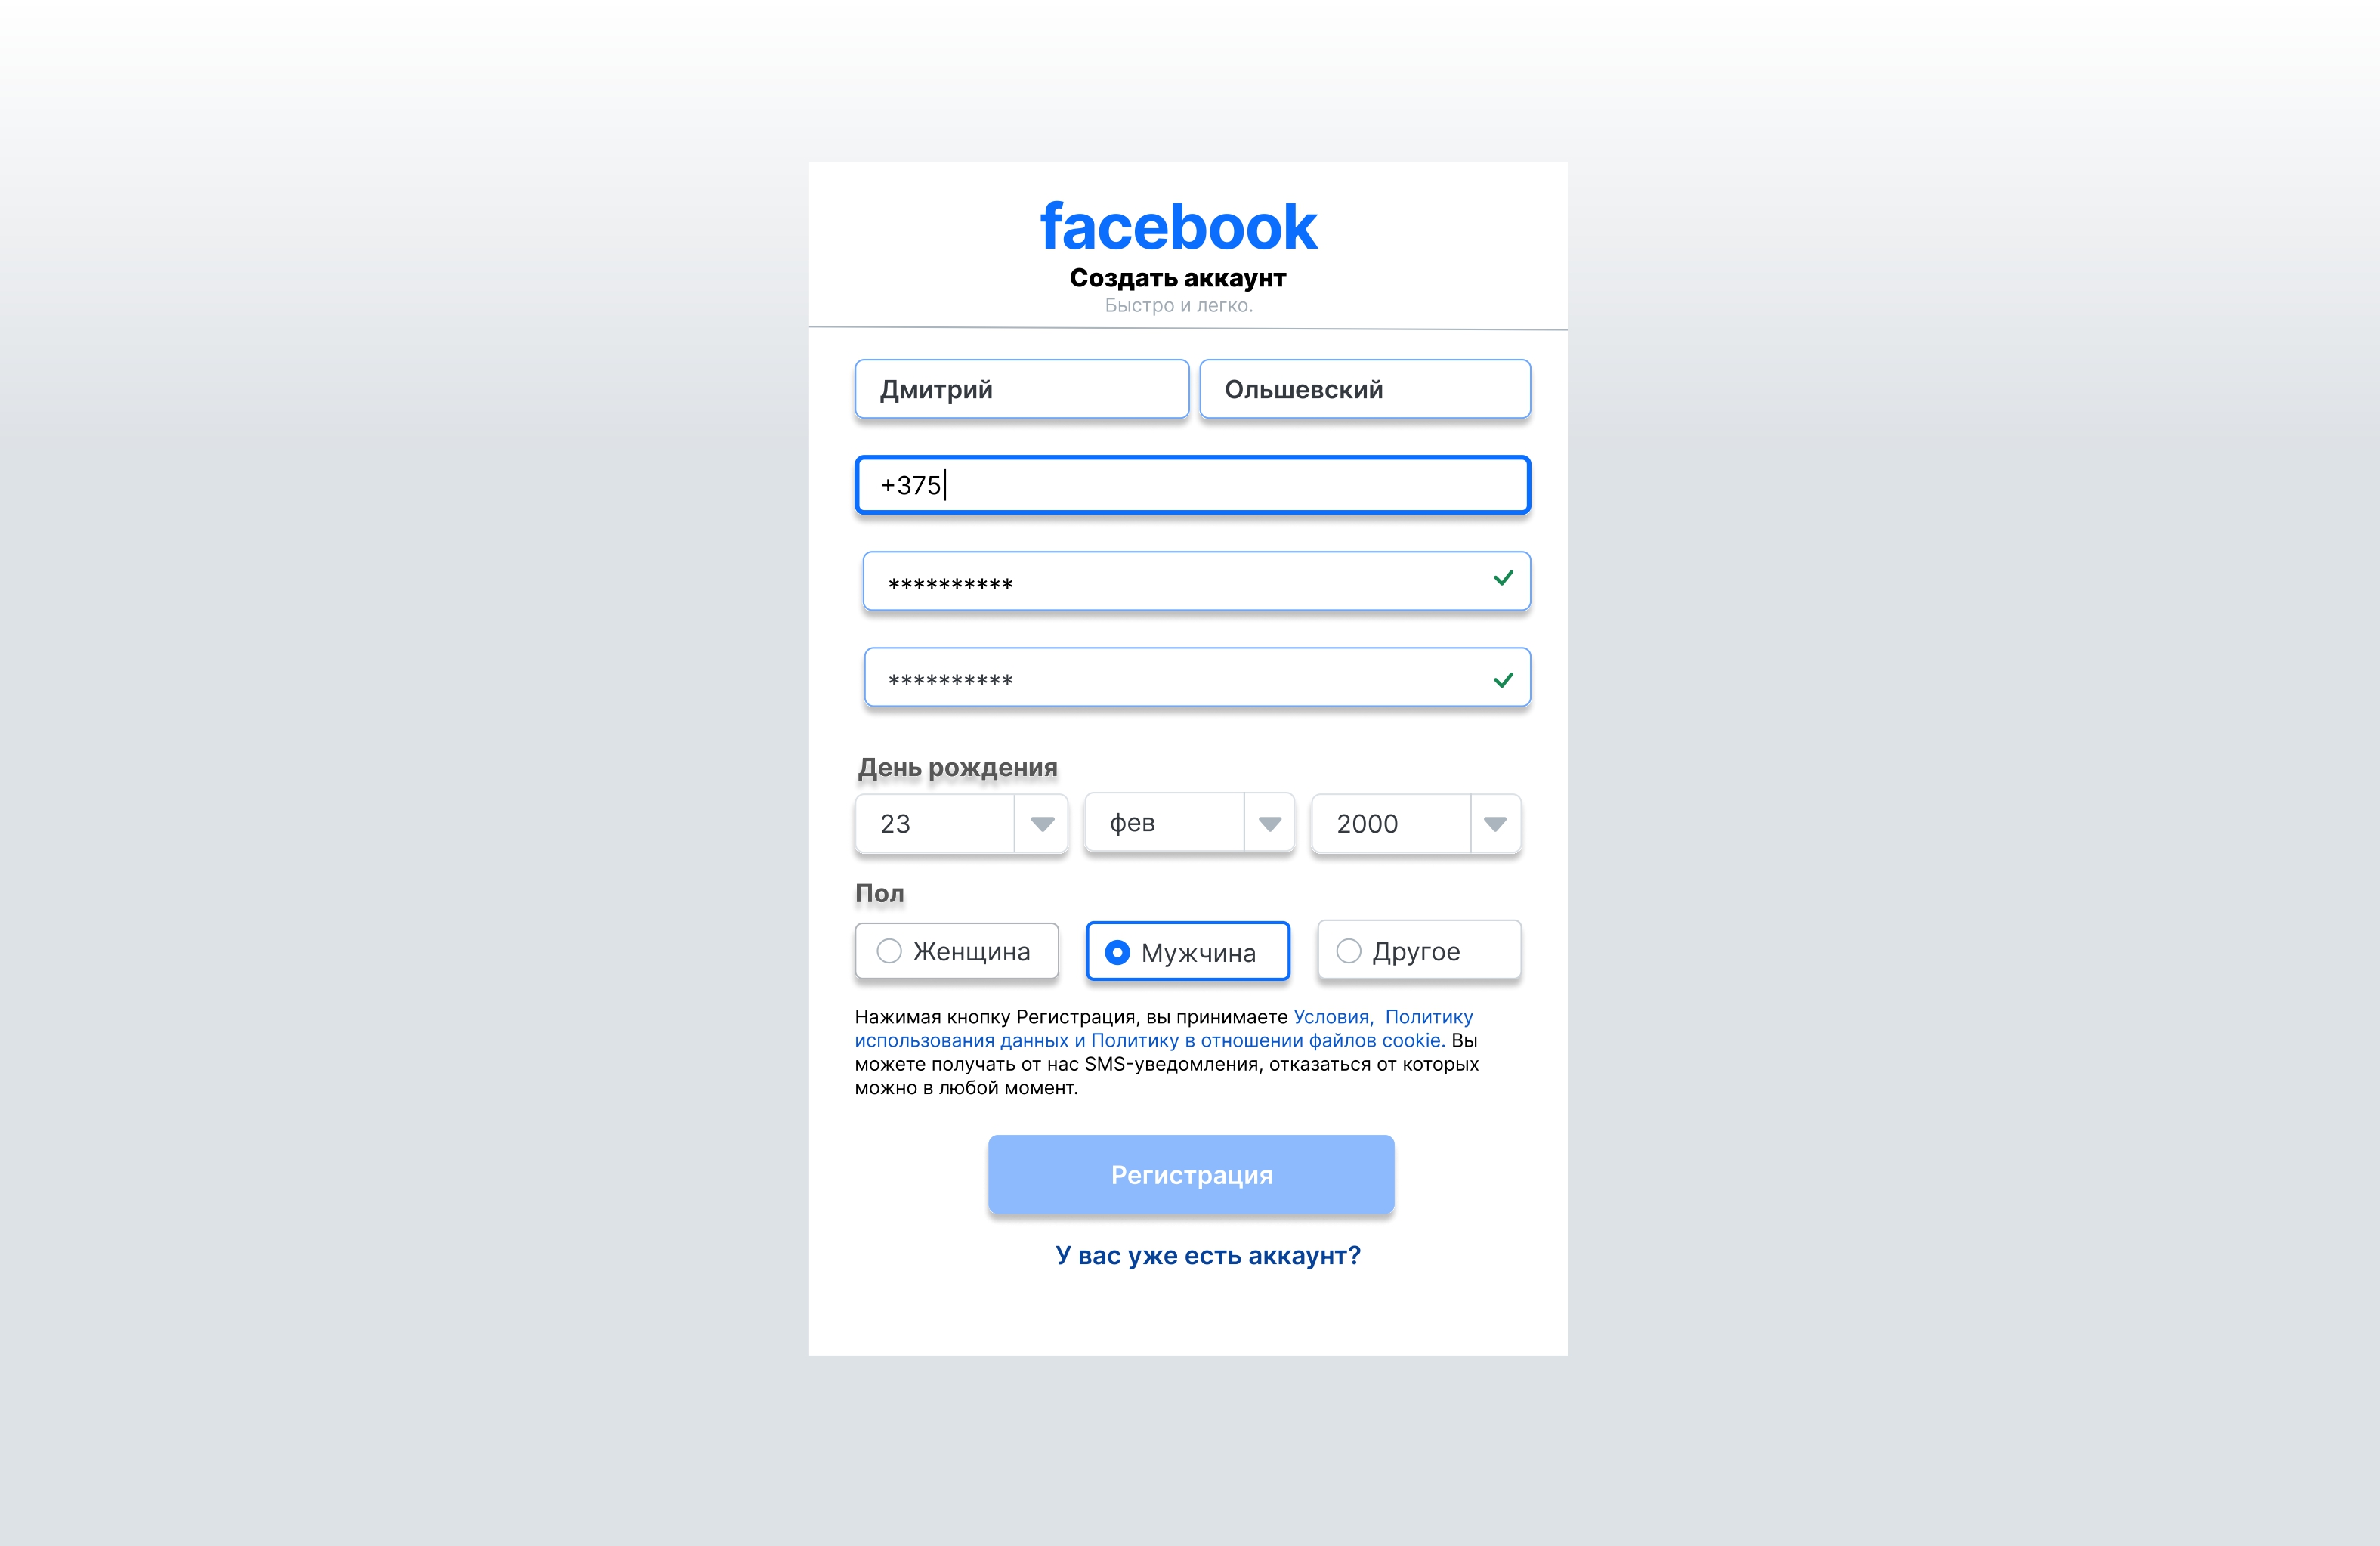 facebook
Создать аккаунт
Быстро и легко.
Дмитрий
Ольшевский
+375
**********
**********
День рождения
23
фев
2000
Пол
Женщина
Мужчина
Другое
Нажимая кнопку Регистрация, вы принимаете Условия, Политику
использования данных и Политику в отношении файлов cookie. Вы
можете получать от нас SMS-уведомления, отказаться от которых
можно в любой момент.
Регистрация
У вас уже есть аккаунт?